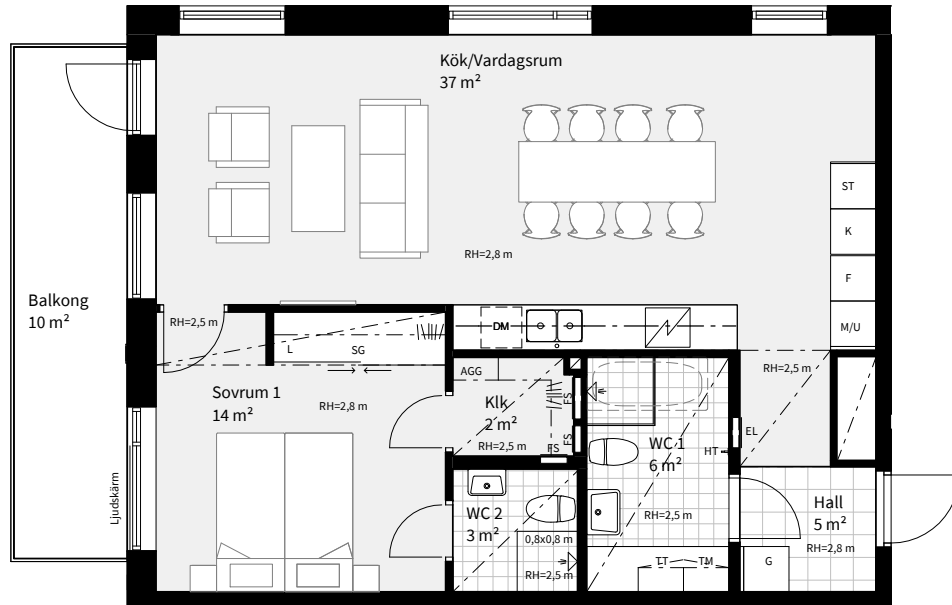 Kök/Vardagsrum
37 m²
ST
K
RH=2,8 m
F
Balkong
10 m²
RH=2,5 m
DM
M/U
L
SG
AGG
RH=2,5 m
Sovrum 1
14 m²
RH=2,8 m
Klk
2 m²
FS
FS
FS
RH=2,5 m
WC 1
6 m²
HT
EL
Ljudskärm
WC 2
3 m²
RH=2,5 m
Hall
5 m²
RH=2,8 m
0,8x0,8 m
RH=2,5 m
TT
TM
G